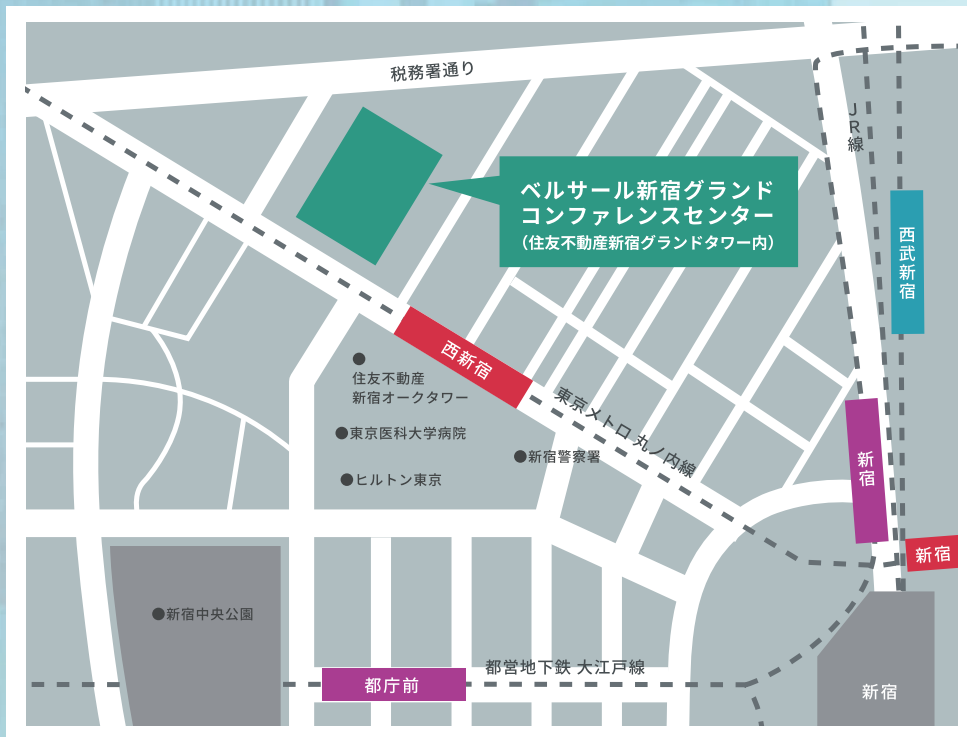 税務署通り
JR線
ベルサール新宿グランド
コンファレンスセンター
（住友不動産新宿グランドタワー内）
西武新宿
西新宿
●
住友不動産
新宿オークタワー
●東京医科大学病院
●ヒルトン東京
東京メトロ 丸ノ内線
●新宿警察署
新宿
新宿
●新宿中央公園
都営地下鉄 大江戸線
都庁前
新宿